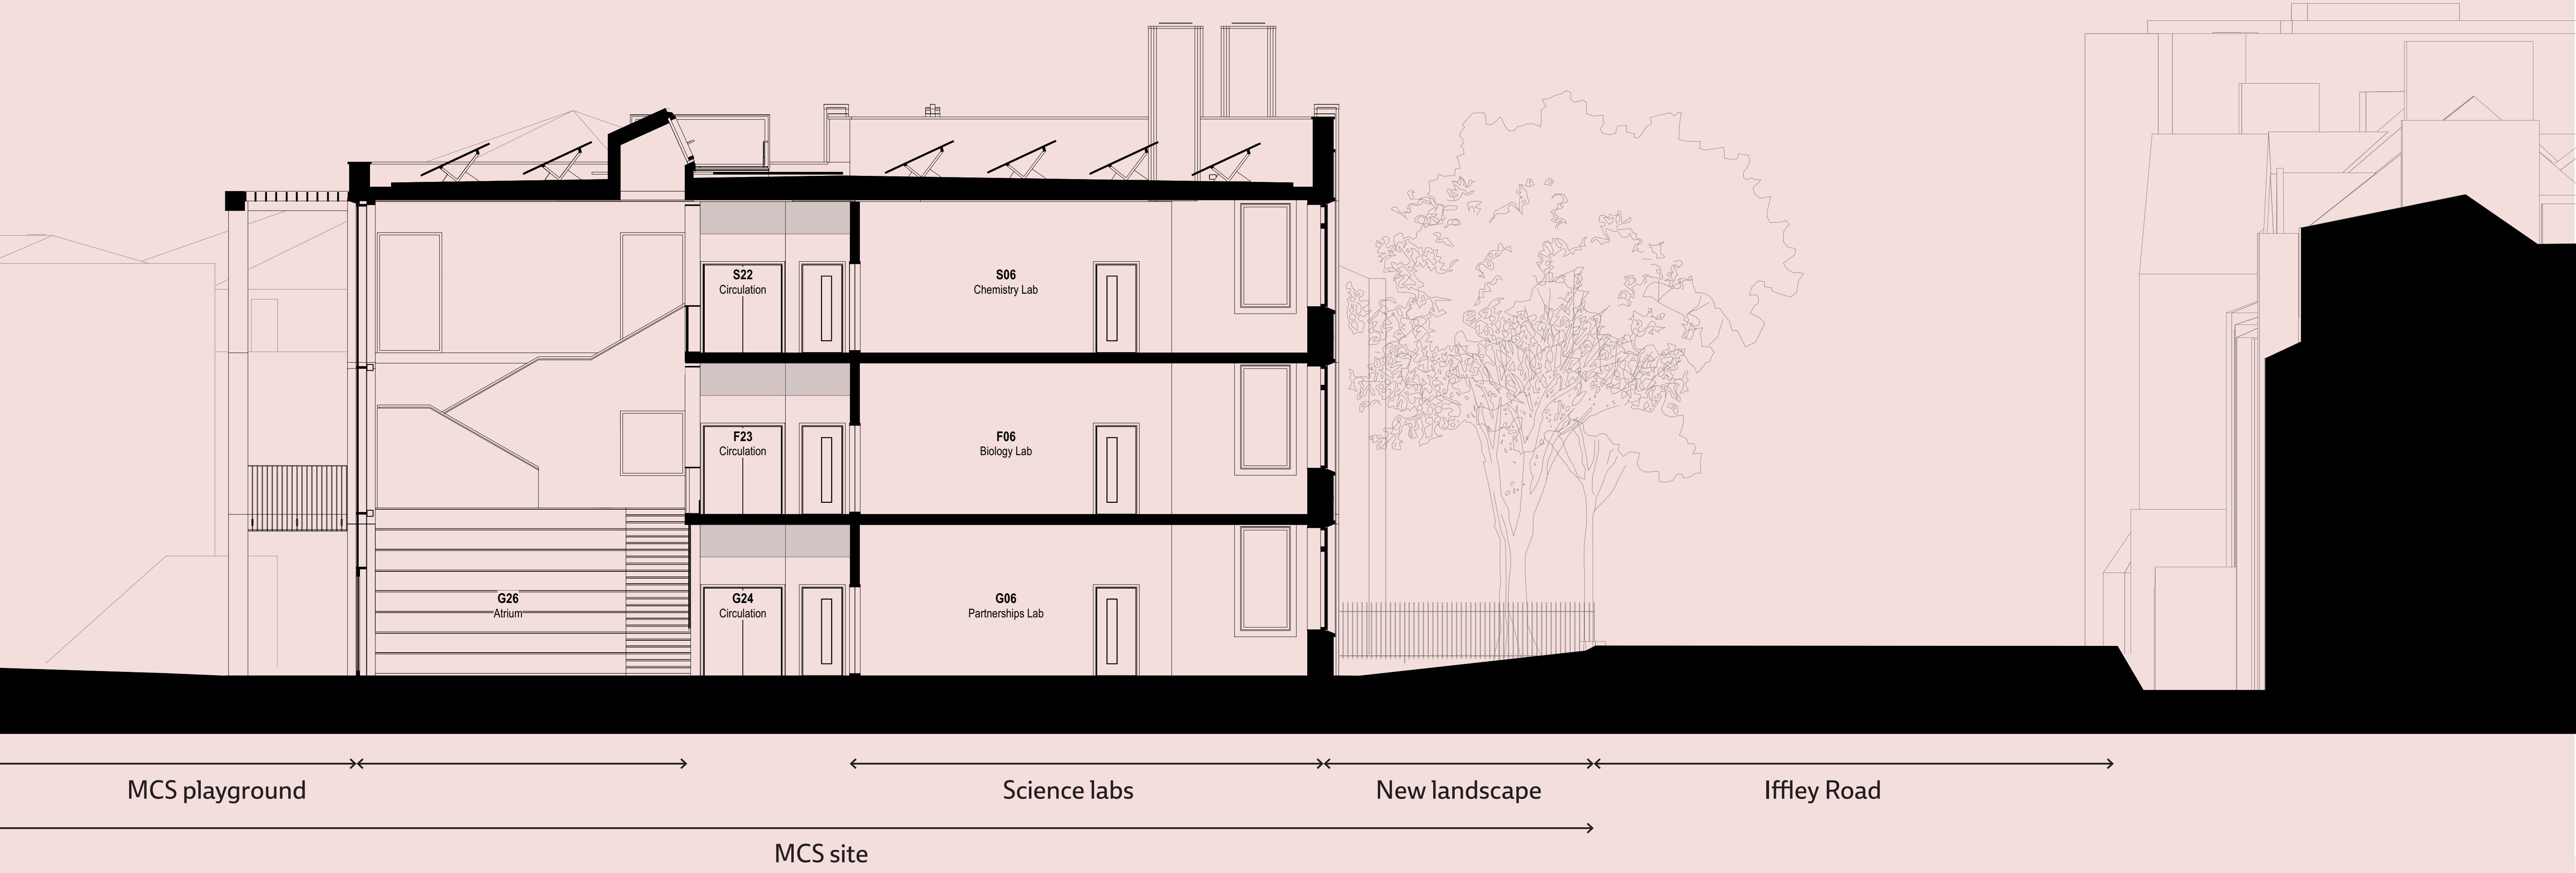 S22
Circulation
S06
Chemistry Lab
F23
Circulation
F06
Biology Lab
G26
Atrium
G24
Circulation
G06
Partnerships Lab
MCS playground
Science labs
New landscape
Iffley Road
MCS site